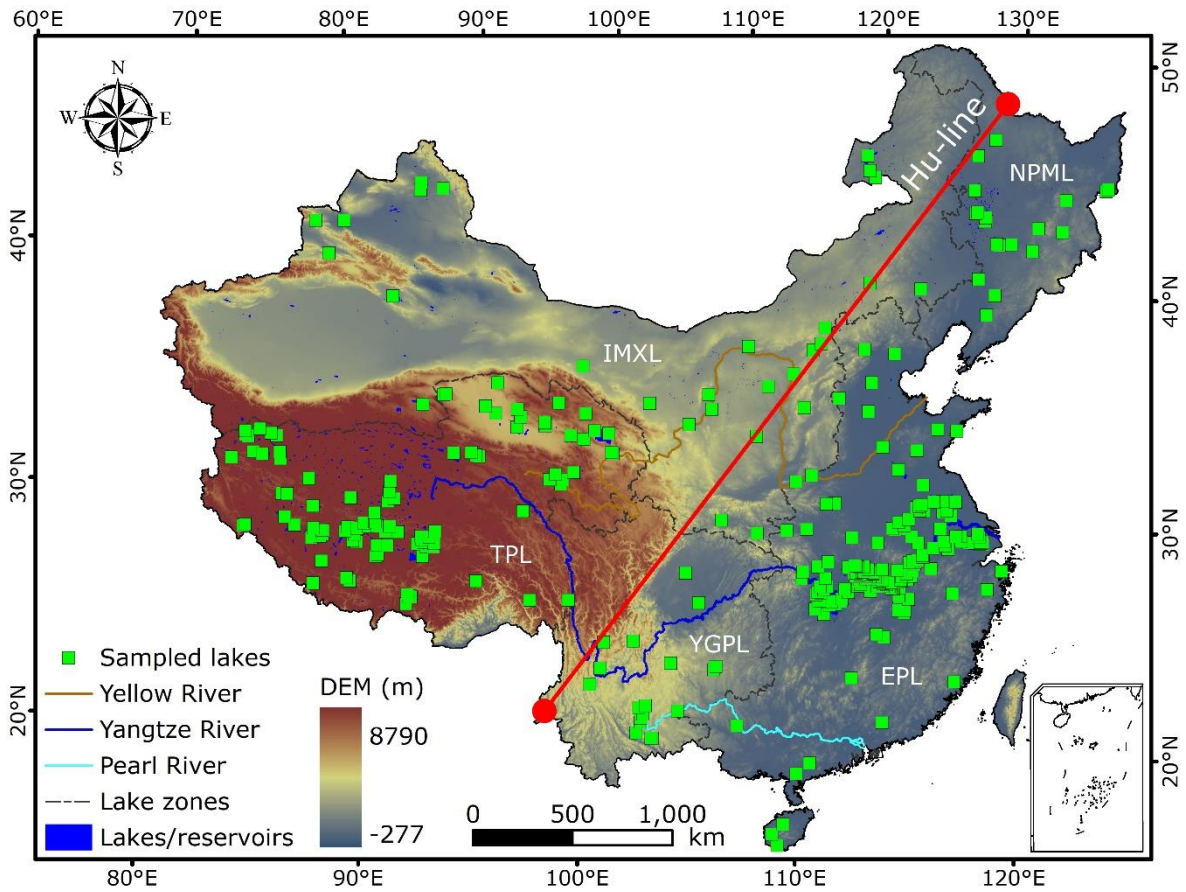 60°E 70°E 80°E 90°E 100°E 110°E 120°E 130°E
N
W E
S
50°N
Hu-line
NPML
40°N
40°N
IMXL
30°N
30°N
TPL
YGPL
EPL
20°N
20°N
Sampled lakes
Yellow River
Yangtze River
Pearl River
Lake zones
Lakes/reservoirs
DEM (m)
8790
-277
0 500 1,000
km
80°E 90°E 100°E 110°E 120°E